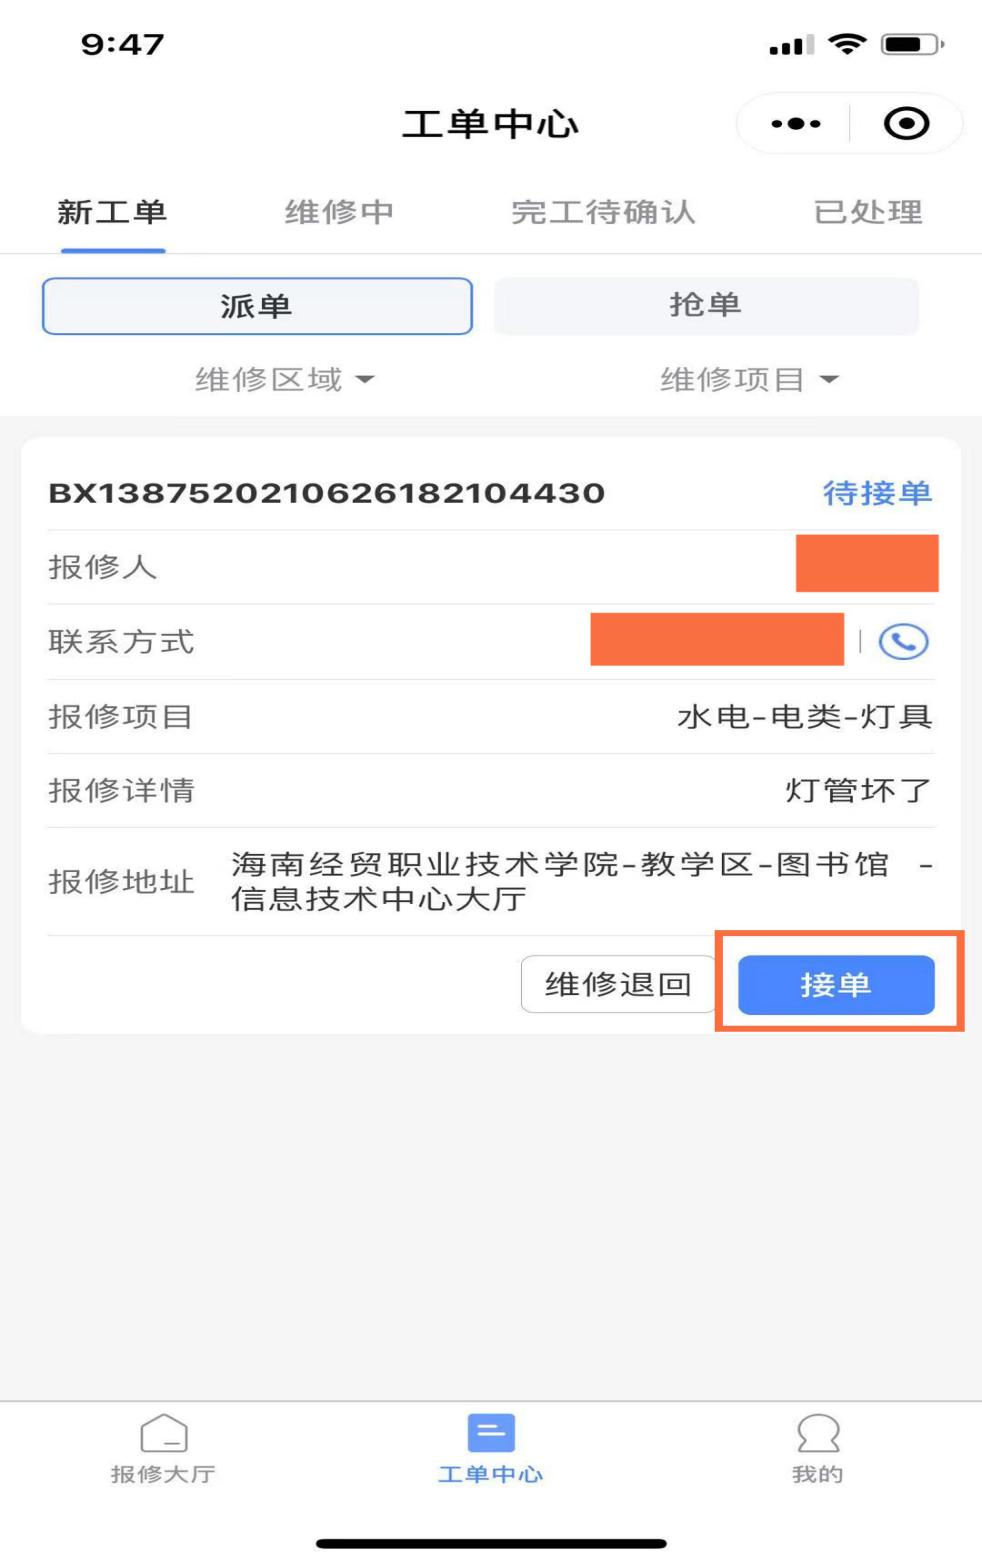 9:47
工单中心
新工单 维修中 完工待确认 已处理
派单 抢单
维修区域 维修项目
BX13875202106261821044​30 待接单
报修人
联系方式
报修项目 水电-电类-灯具
报修详情 灯管坏了
报修地址 海南经贸职业技术学院-教学区-图书馆 -
信息技术中心大厅
维修退回 接单
报修大厅 工单中心 我的